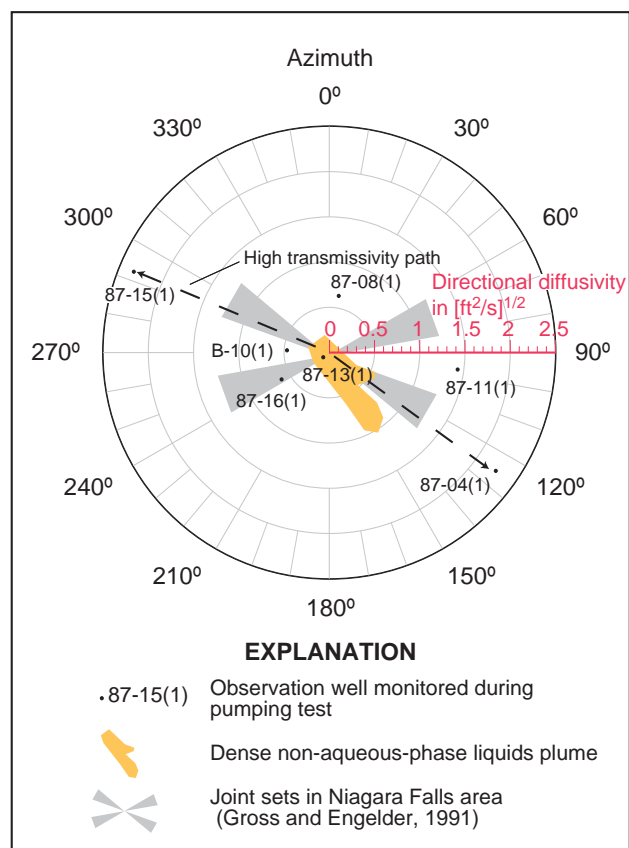 Azimuth
0º
330º
30º
300º
60º
High transmissivity path
87-08(1)
87-15(1)
Directional diffusivity
in [ft²/s]¹/²
0 0.5 1 1.5 2 2.5
270º
B-10(1)
90º
87-13(1)
87-11(1)
87-16(1)
87-04(1)
240º
120º
210º
150º
180º
EXPLANATION
87-15(1)
Observation well monitored during
pumping test
Dense non-aqueous-phase liquids plume
Joint sets in Niagara Falls area
(Gross and Engelder, 1991)